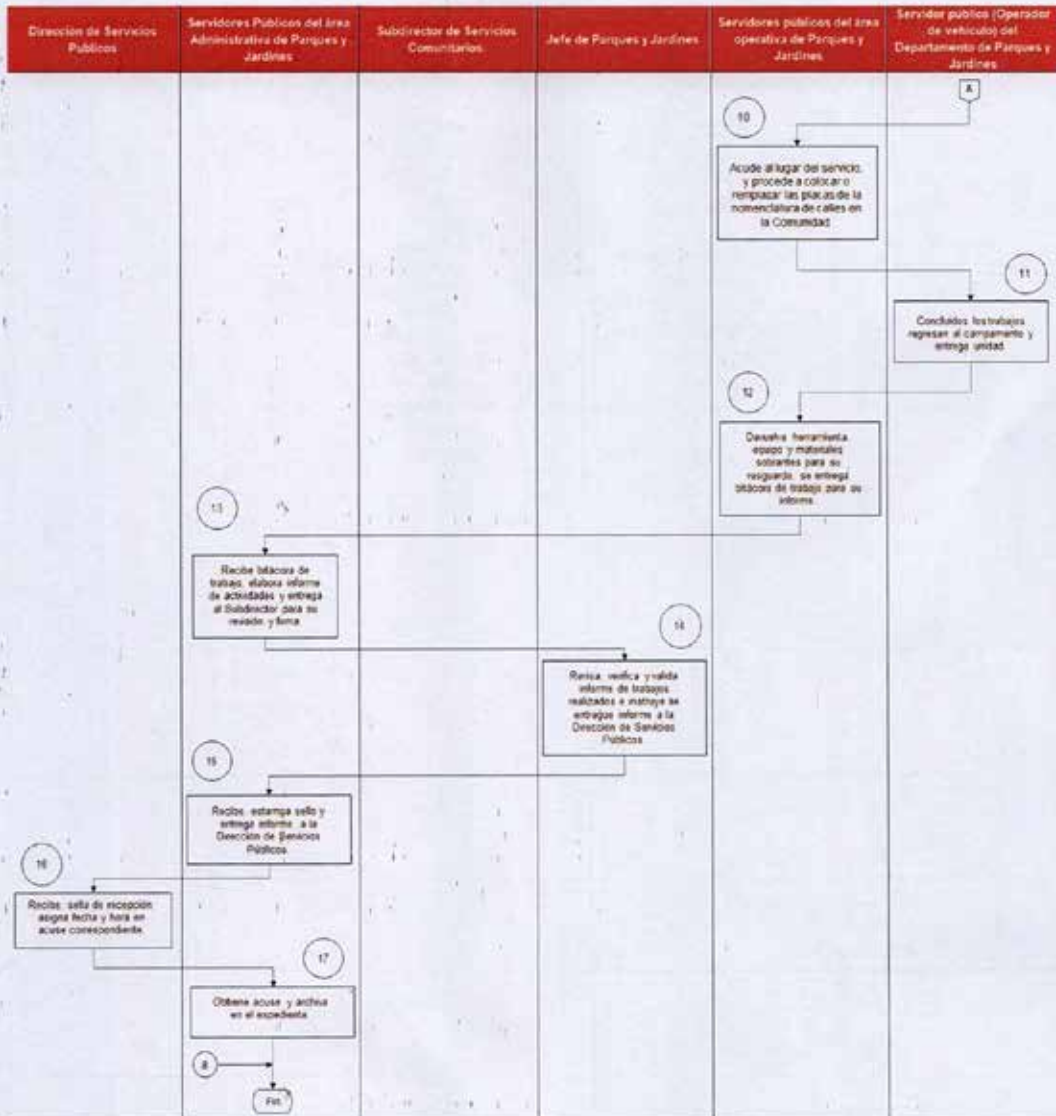 Dirección de Servicios
Publicos
Servidores Públicos del área
Administrativa de Parques y
Jardines
Subdirector de Servicios
Comunitarios
Jefe de Parques y Jardines
Servidores públicos del área
operativa de Parques y
Jardines
Servidor público (Operador
de vehículo) del
Departamento de Parques y
Jardines
A
10
Acude al lugar del servicio,
y procede a colocar o
remplazar las placas de la
nomenclatura de calles en
la Comunidad
11
Concluidos los trabajos
regresan al campamento y
entrega unidad.
12
Devuelve herramienta,
equipo y materiales
sobrantes para su
resguardo, se entrega
bitácora de trabajo para su
informe.
13
Recibe bitácora de
trabajo, elabora informe
de actividades y entrega
al Subdirector para su
revisión y firma
14
Revisa, verifica y valida
informe de trabajos
realizados e instruye se
entregue informe a la
Dirección de Servicios
Públicos
15
Recibe, estampa sello y
entrega informe a la
Dirección de Servicios
Públicos.
16
Recibe, sella de recepción
asigna fecha y hora en
acuse correspondiente.
17
Obtiene acuse y archiva
en el expediente.
Fin